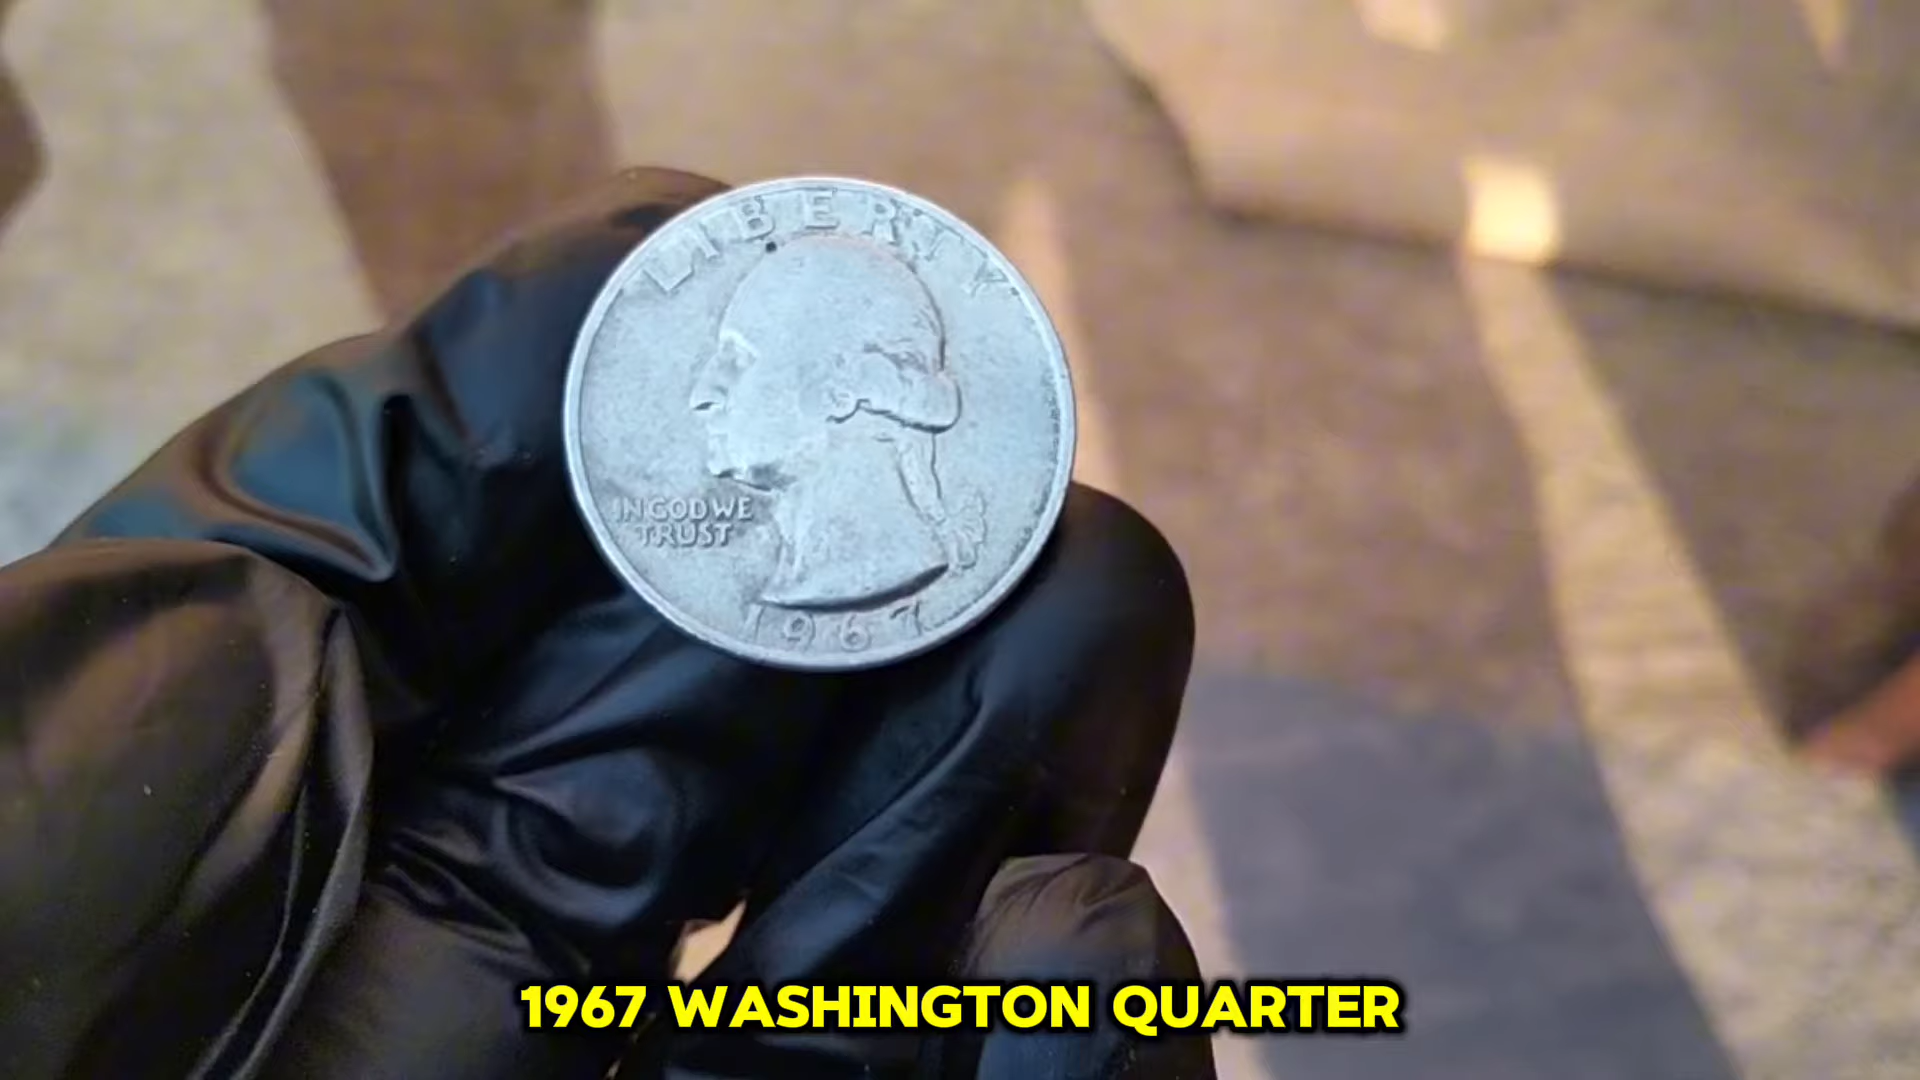 LIBERTY
IN GOD WE
TRUST
1967
1967 WASHINGTON QUARTER